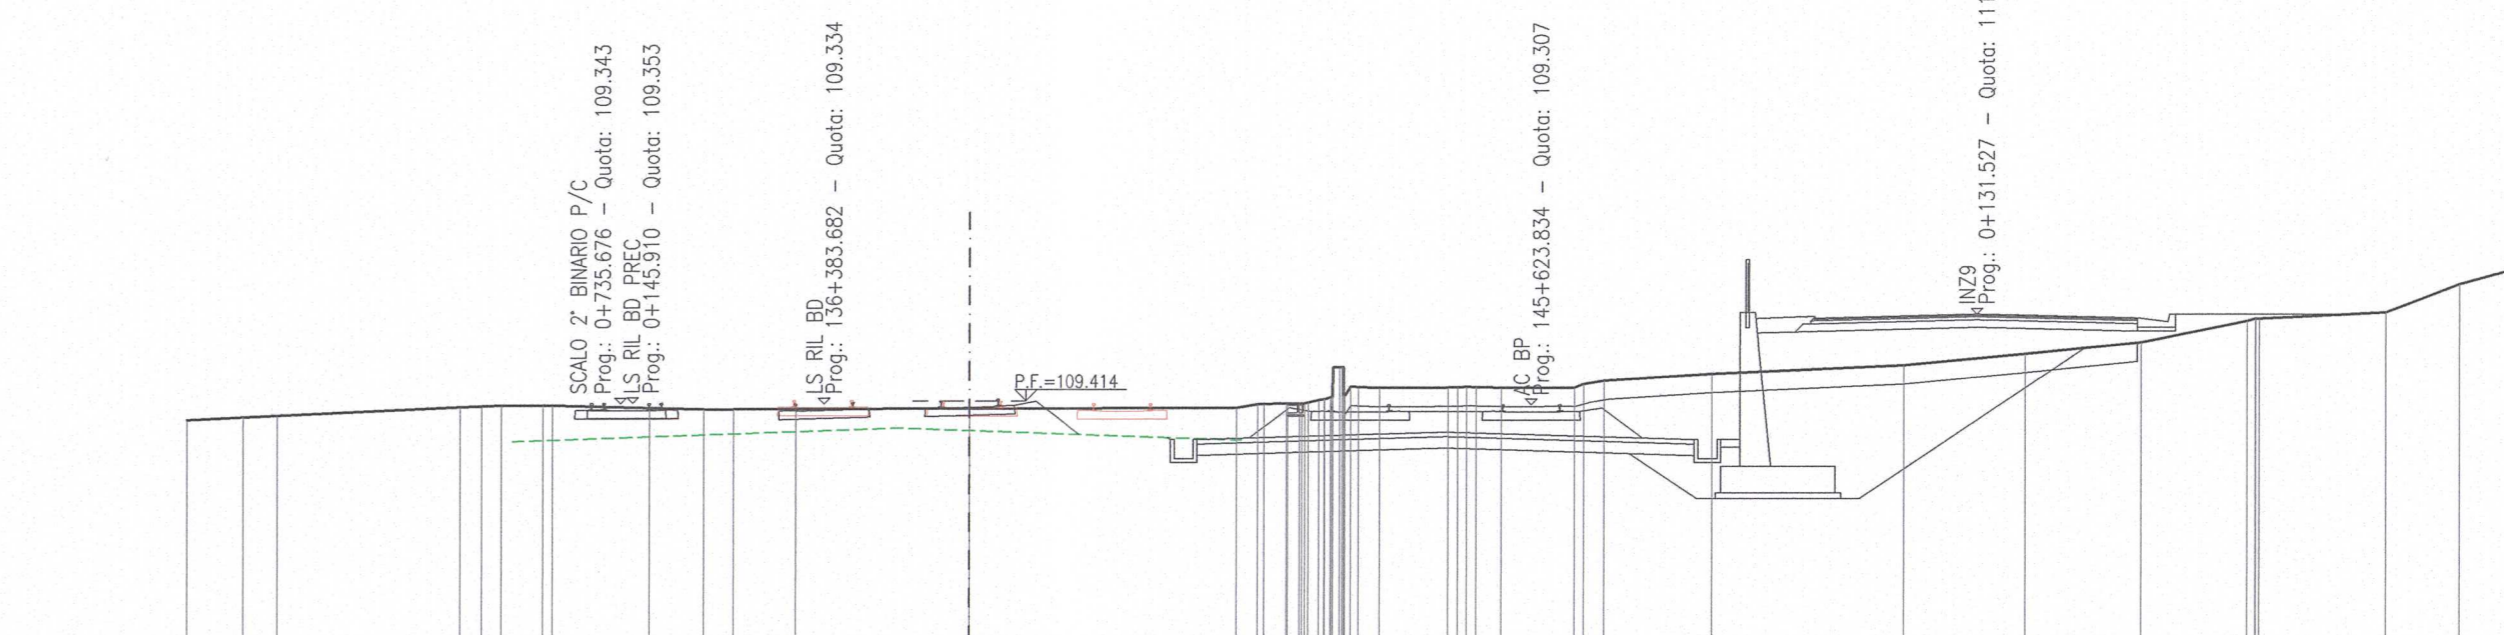 SCALO 2° BINARIO P/C
Prog.: 0+735.676 – Quota: 109.343
LS RIL BD PREC
Prog.: 0+145.910 – Quota: 109.353
LS RIL BD
Prog.: 136+383.682 – Quota: 109.334
P.F.=109.414
AC BP
Prog.: 145+623.834 – Quota: 109.307
INZ9
Prog.: 0+131.527 – Quota: 111